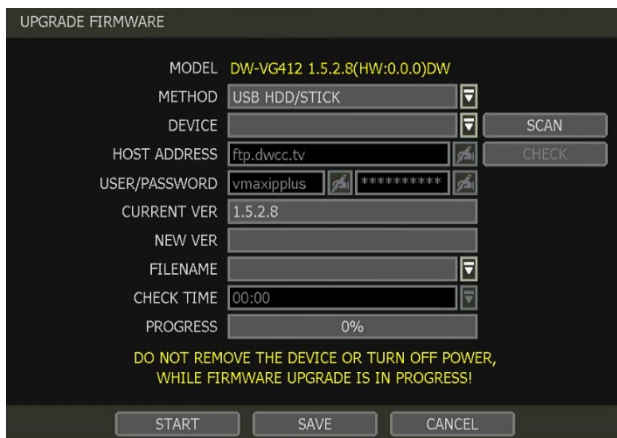 UPGRADE FIRMWARE
MODEL DW-VG412 1.5.2.8(HW:0.0.0)DW
METHOD USB HDD/STICK
DEVICE SCAN
HOST ADDRESS ftp.dwcc.tv CHECK
USER/PASSWORD vmaxipplus **********
CURRENT VER 1.5.2.8
NEW VER
FILENAME
CHECK TIME 00:00
PROGRESS 0%
DO NOT REMOVE THE DEVICE OR TURN OFF POWER,
WHILE FIRMWARE UPGRADE IS IN PROGRESS!
START SAVE CANCEL